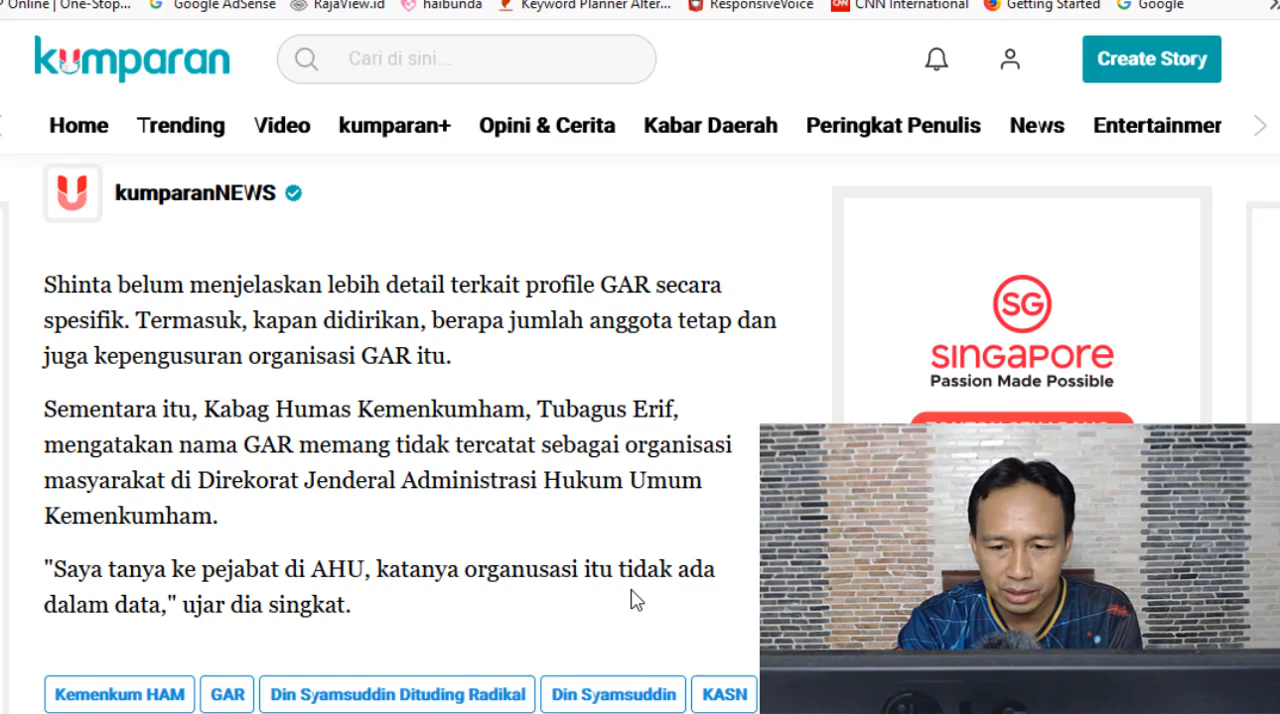 Online | One-Stop...
Google AdSense
RajaView.id
haibunda
Keyword Planner Alter...
ResponsiveVoice
CNN International
Getting Started
Google
kumparan
Cari di sini...
Create Story
Home
Trending
Video
kumparan+
Opini & Cerita
Kabar Daerah
Peringkat Penulis
News
Entertainmer
kumparanNEWS
Shinta belum menjelaskan lebih detail terkait profile GAR secara
spesifik. Termasuk, kapan didirikan, berapa jumlah anggota tetap dan
juga kepengusuran organisasi GAR itu.
Sementara itu, Kabag Humas Kemenkumham, Tubagus Erif,
mengatakan nama GAR memang tidak tercatat sebagai organisasi
masyarakat di Direkorat Jenderal Administrasi Hukum Umum
Kemenkumham.
"Saya tanya ke pejabat di AHU, katanya organusasi itu tidak ada
dalam data," ujar dia singkat.
Kemenkum HAM
GAR
Din Syamsuddin Dituding Radikal
Din Syamsuddin
KASN
SG
SINGAPORE
Passion Made Possible
LG